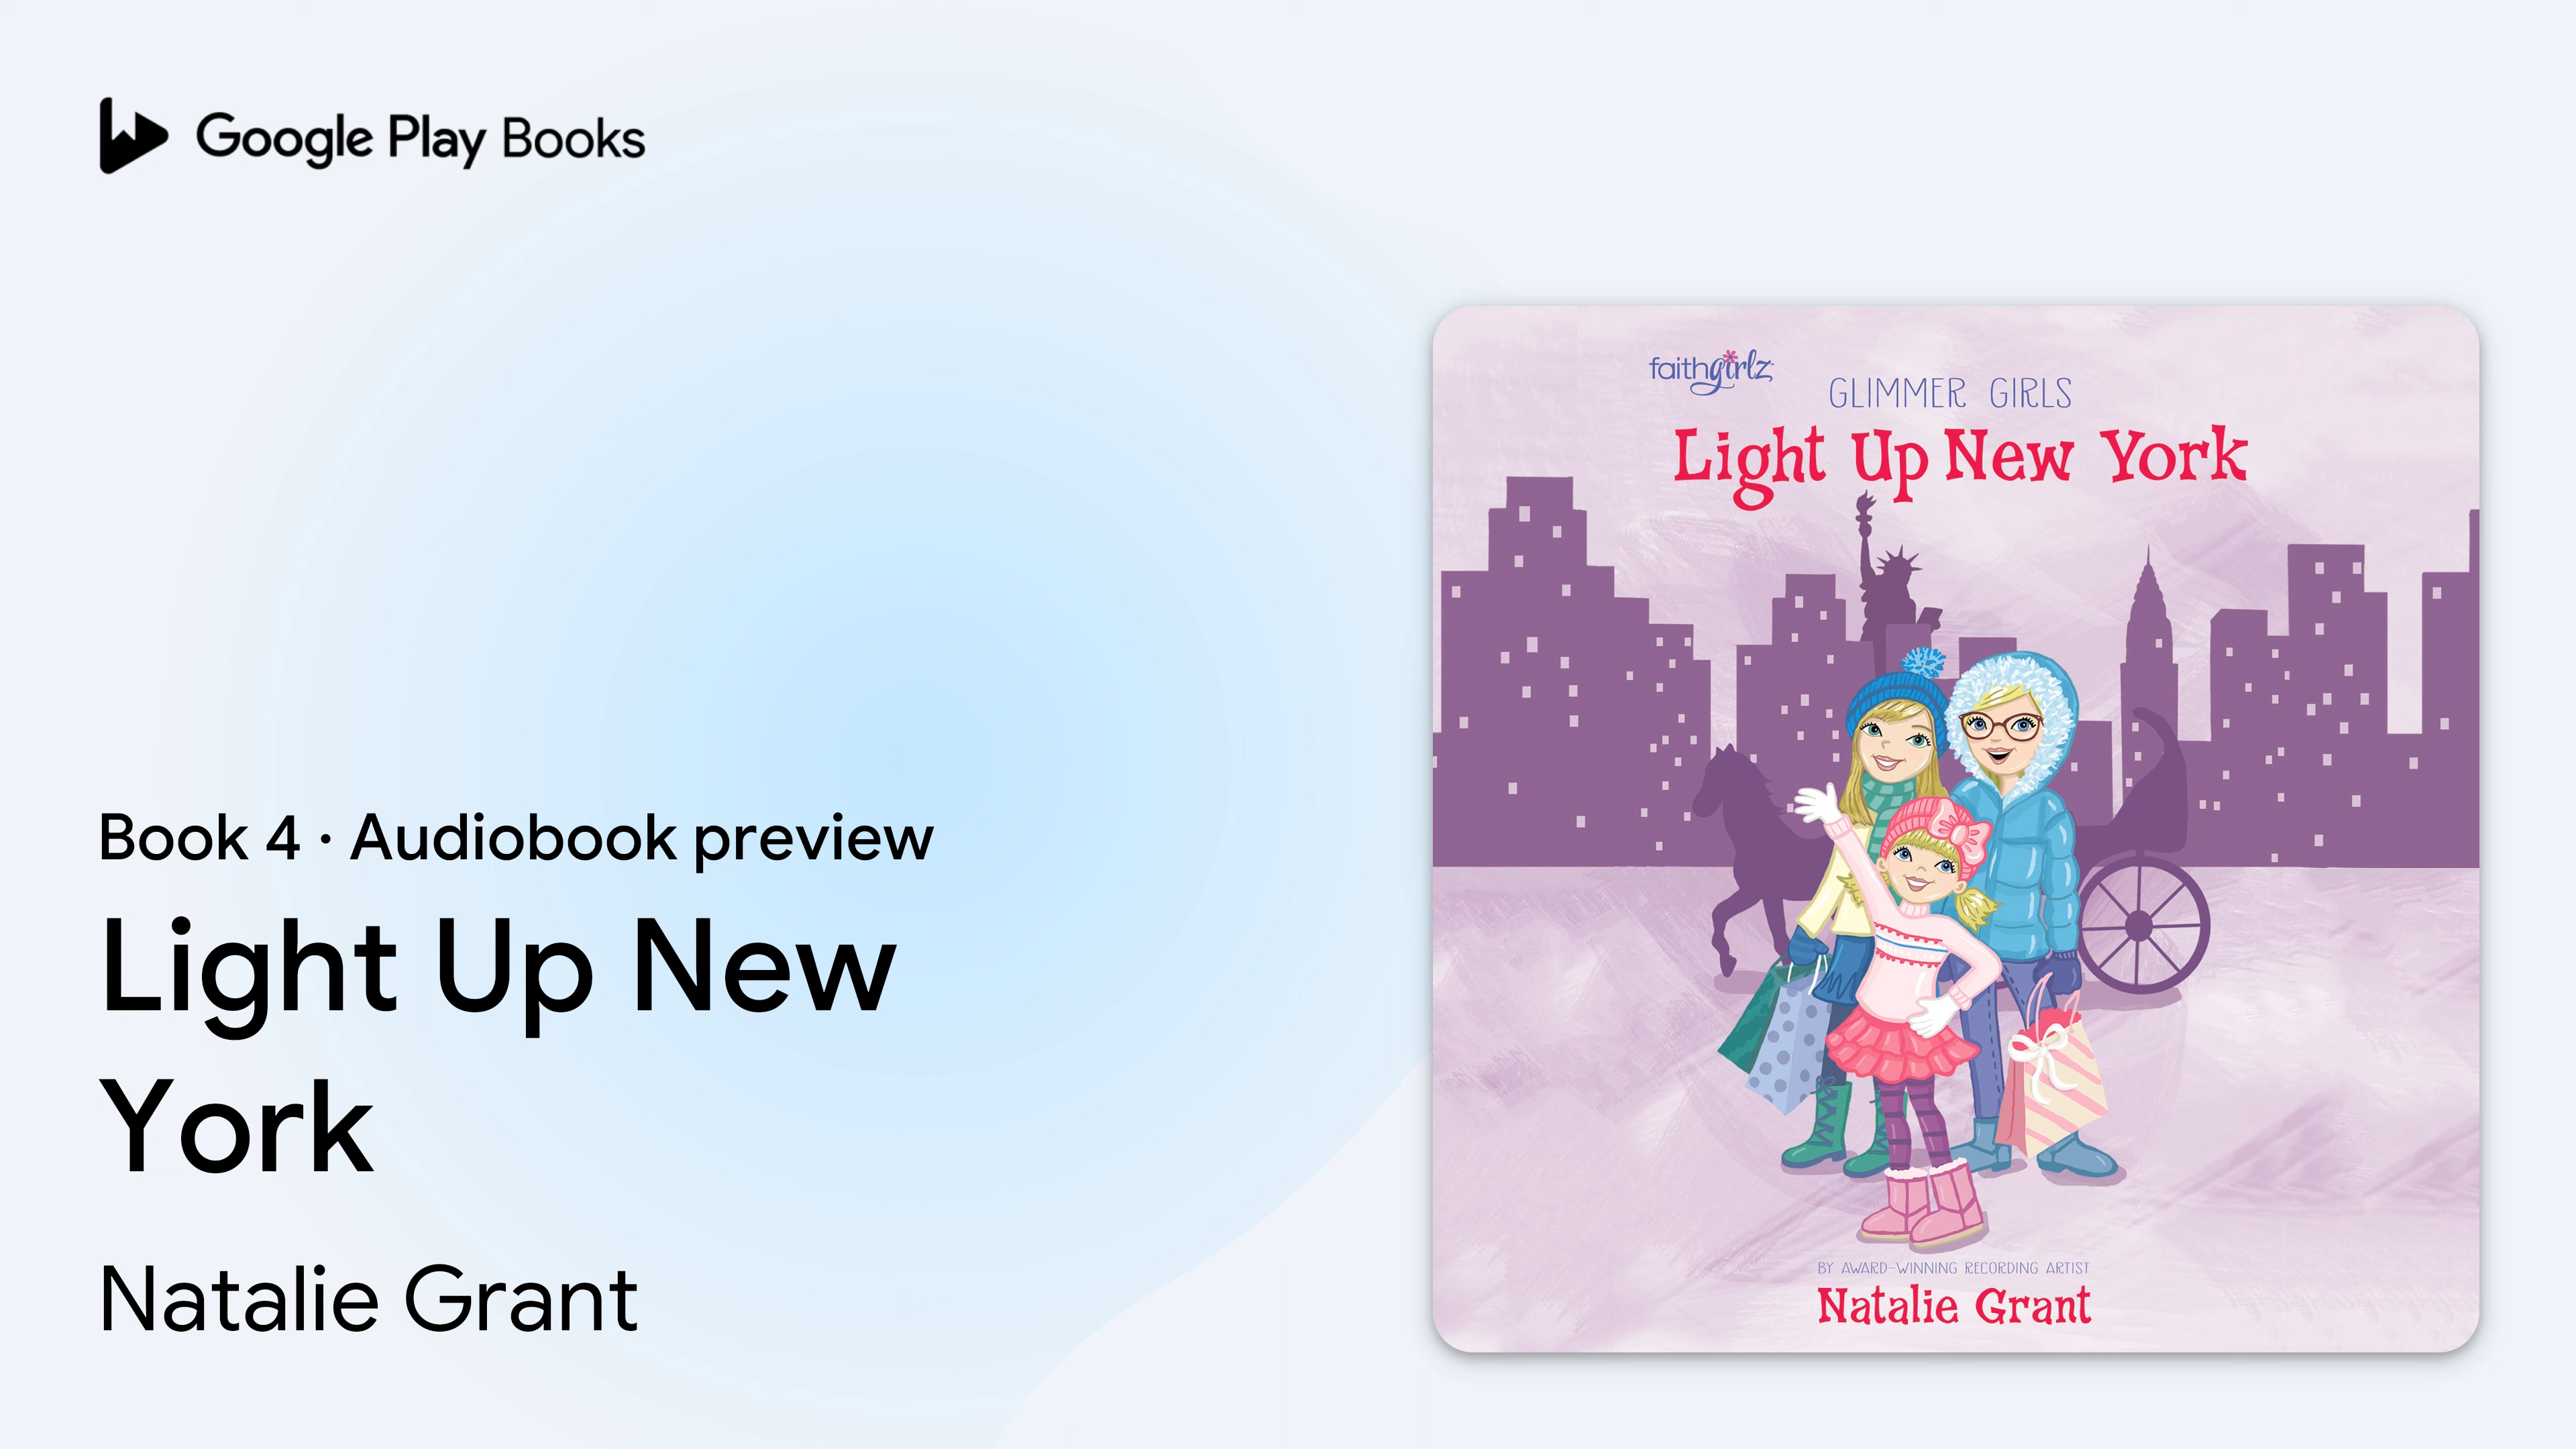 Google Play Books
Book 4 · Audiobook preview
Light Up New
York
Natalie Grant
faithgirlz
GLIMMER GIRLS
Light Up New York
BY AWARD-WINNING RECORDING ARTIST
Natalie Grant